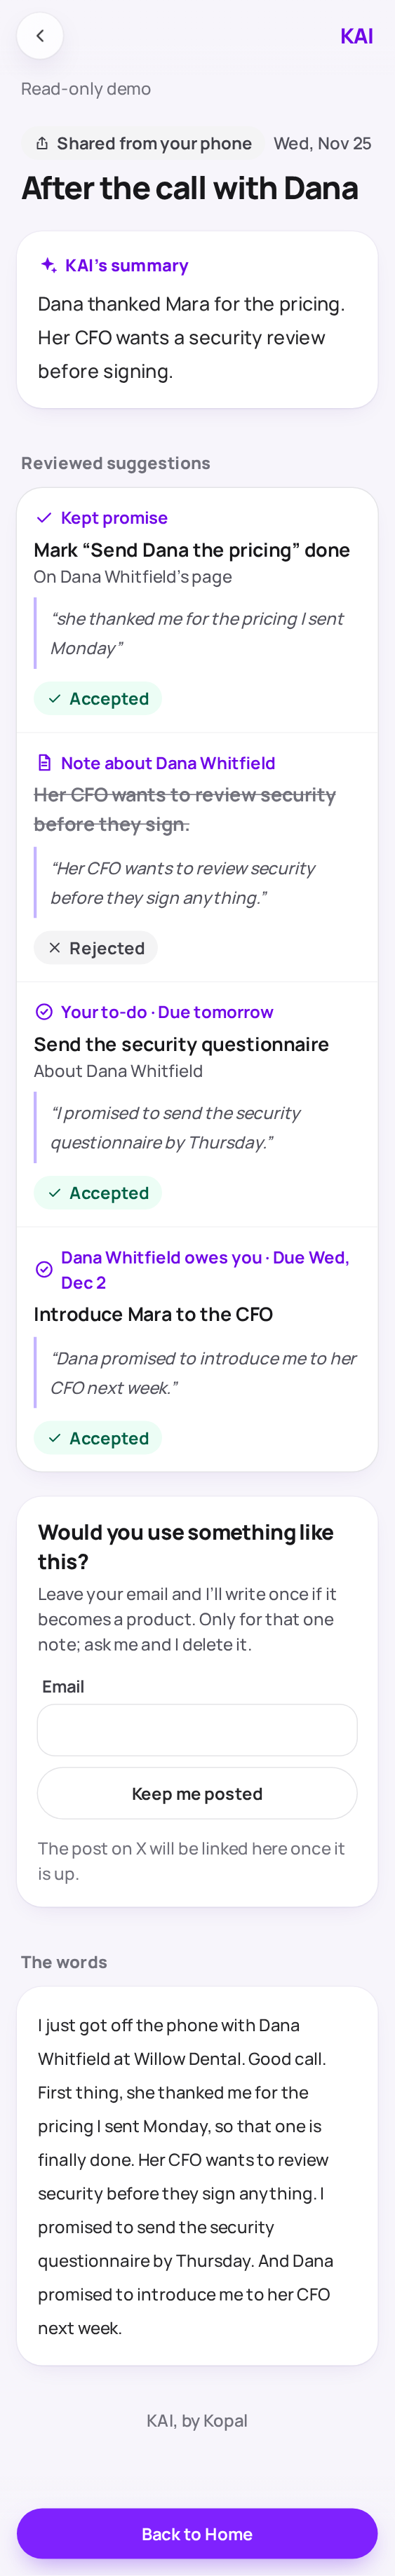 KAI
Read-only demo
Shared from your phone
Wed, Nov 25
After the call with Dana
KAI's summary
Dana thanked Mara for the pricing.
Her CFO wants a security review
before signing.
Reviewed suggestions
Kept promise
Mark “Send Dana the pricing” done
On Dana Whitfield's page
“she thanked me for the pricing I sent
Monday”
Accepted
Note about Dana Whitfield
Her CFO wants to review security
before they sign.
“Her CFO wants to review security
before they sign anything.”
Rejected
Your to-do · Due tomorrow
Send the security questionnaire
About Dana Whitfield
“I promised to send the security
questionnaire by Thursday.”
Accepted
Dana Whitfield owes you · Due Wed,
Dec 2
Introduce Mara to the CFO
“Dana promised to introduce me to her
CFO next week.”
Accepted
Would you use something like
this?
Leave your email and I'll write once if it
becomes a product. Only for that one
note; ask me and I delete it.
Email
Keep me posted
The post on X will be linked here once it
is up.
The words
I just got off the phone with Dana
Whitfield at Willow Dental. Good call.
First thing, she thanked me for the
pricing I sent Monday, so that one is
finally done. Her CFO wants to review
security before they sign anything. I
promised to send the security
questionnaire by Thursday. And Dana
promised to introduce me to her CFO
next week.
KAI, by Kopal
Back to Home